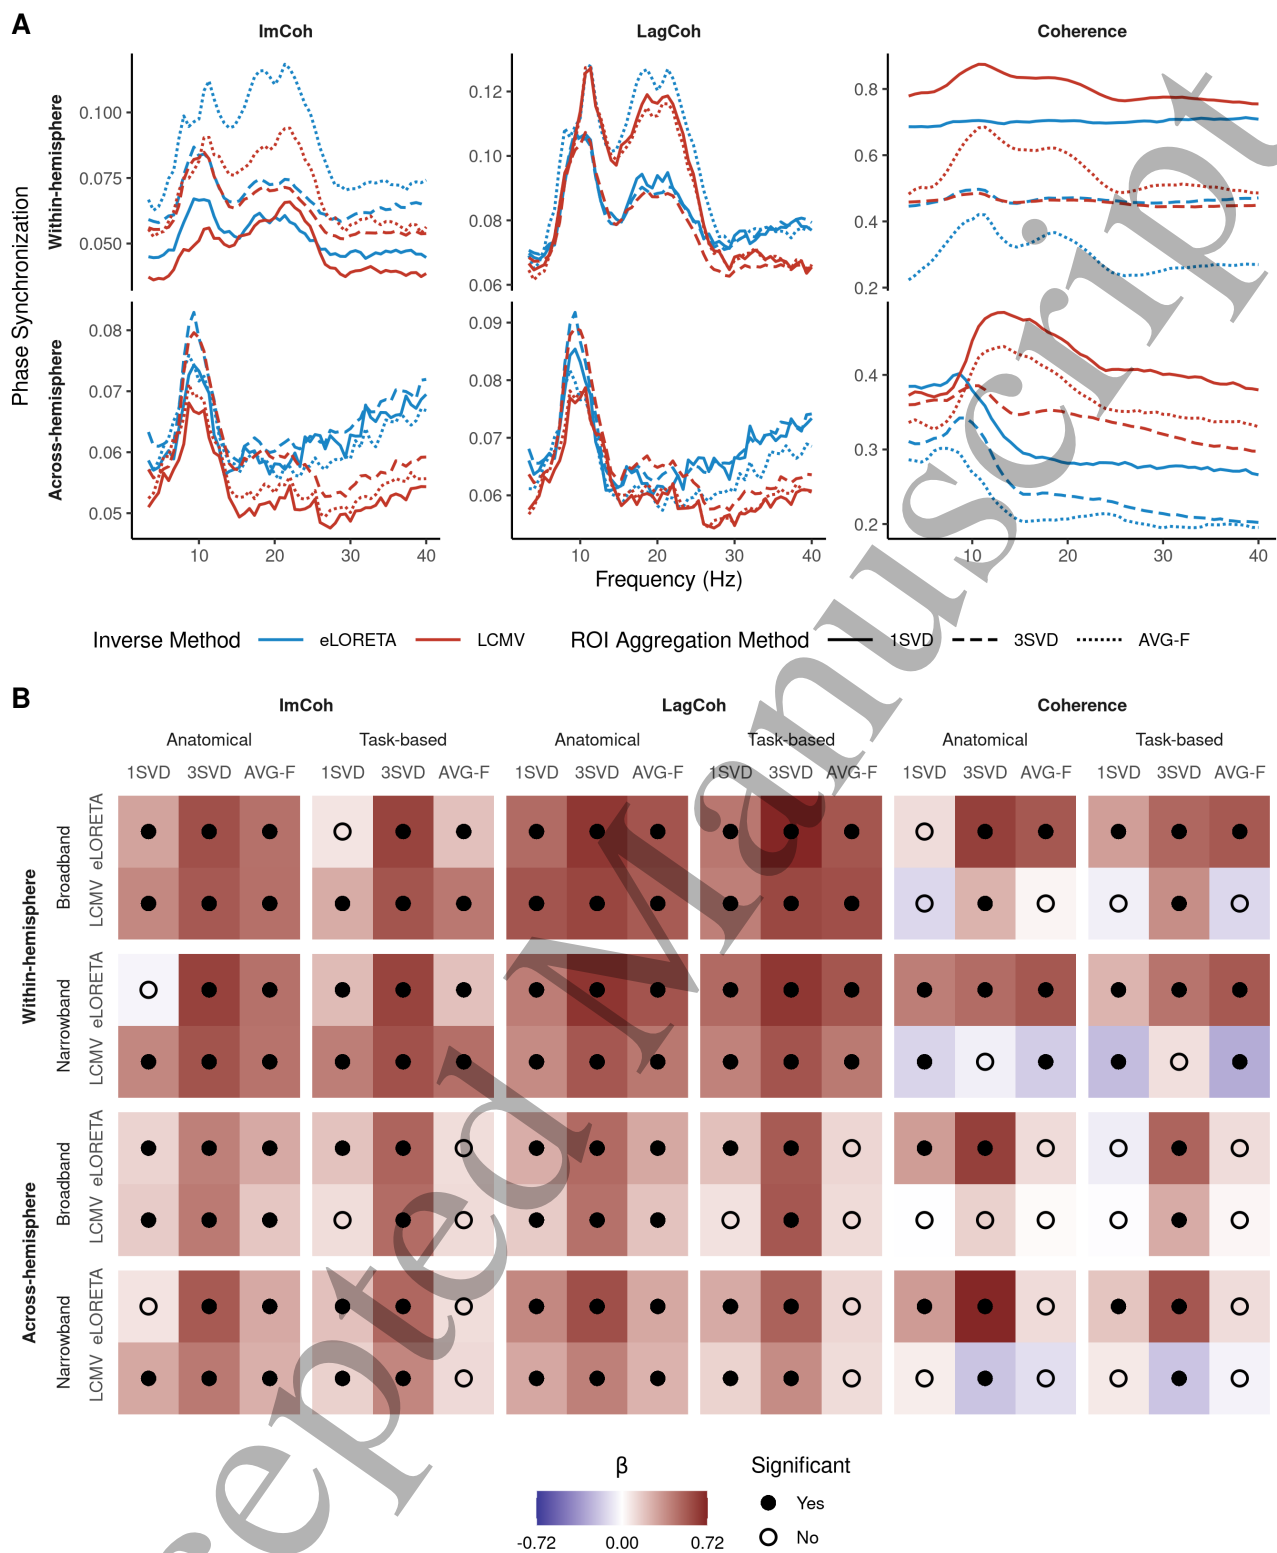 A
ImCoh
LagCoh
Coherence
Phase Synchronization
Within-hemisphere
0.100
0.075
0.050
0.12
0.10
0.08
0.06
0.8
0.6
0.4
0.2
Across-hemisphere
0.08
0.07
0.06
0.05
0.09
0.08
0.07
0.06
0.4
0.3
0.2
10 20 30 40
10 20 30 40
10 20 30 40
Frequency (Hz)
Inverse Method eLORETA LCMV ROI Aggregation Method 1SVD 3SVD AVG-F
B
ImCoh LagCoh Coherence
Anatomical Task-based Anatomical Task-based Anatomical Task-based
1SVD 3SVD AVG-F 1SVD 3SVD AVG-F 1SVD 3SVD AVG-F 1SVD 3SVD AVG-F 1SVD 3SVD AVG-F 1SVD 3SVD AVG-F
Within-hemisphere
Broadband
eLORETA
LCMV
Narrowband
eLORETA
LCMV
Across-hemisphere
Broadband
eLORETA
LCMV
Narrowband
eLORETA
LCMV
β
-0.72 0.00 0.72
Significant
Yes
No
cepted Manuscript